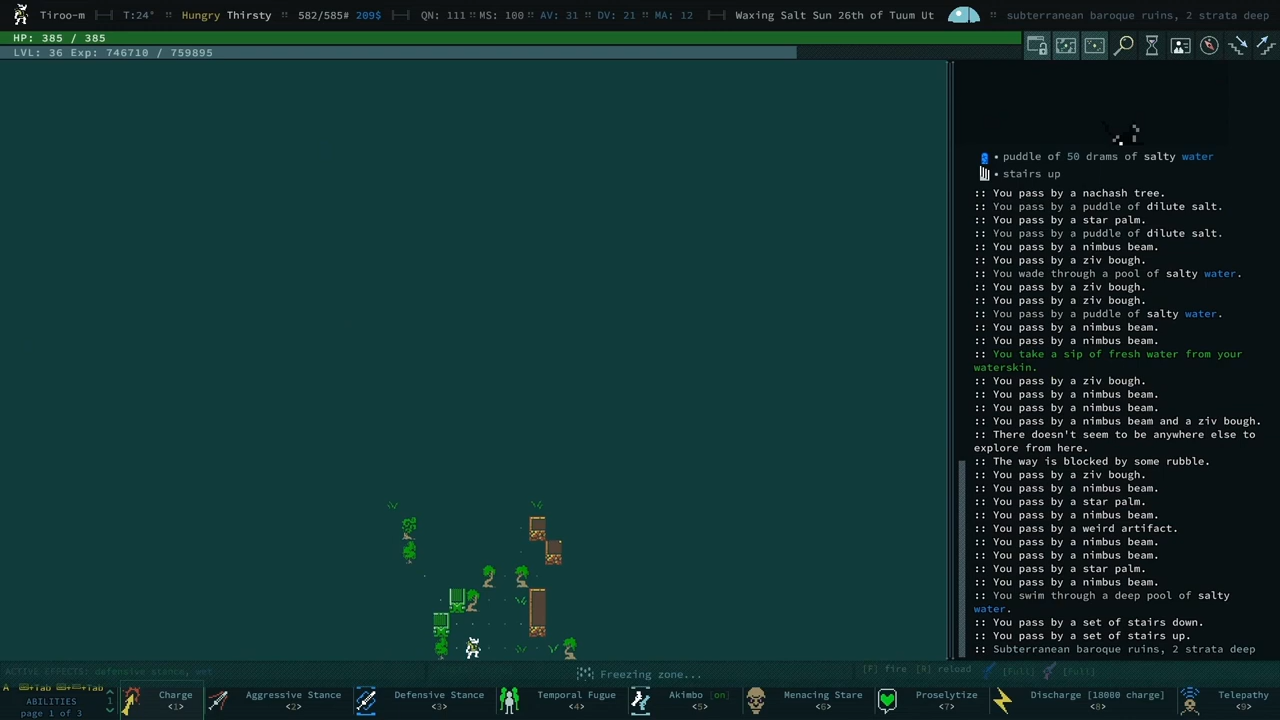 Tiroo-m T:24° Hungry Thirsty 582/585# 209$ QN: 111 MS: 100 AV: 31 DV: 21 MA: 12 Waxing Salt Sun 26th of Tuum Ut subterranean baroque ruins, 2 strata deep
HP: 385 / 385
LVL: 36 Exp: 746710 / 759895
puddle of 50 drams of salty water
stairs up
:: You pass by a nachash tree.
:: You pass by a puddle of dilute salt.
:: You pass by a star palm.
:: You pass by a puddle of dilute salt.
:: You pass by a nimbus beam.
:: You pass by a ziv bough.
:: You wade through a pool of salty water.
:: You pass by a ziv bough.
:: You pass by a ziv bough.
:: You pass by a puddle of salty water.
:: You pass by a nimbus beam.
:: You pass by a nimbus beam.
:: You take a sip of fresh water from your
waterskin.
:: You pass by a ziv bough.
:: You pass by a nimbus beam.
:: You pass by a nimbus beam.
:: You pass by a nimbus beam and a ziv bough.
:: There doesn't seem to be anywhere else to
explore from here.
:: The way is blocked by some rubble.
:: You pass by a ziv bough.
:: You pass by a nimbus beam.
:: You pass by a star palm.
:: You pass by a nimbus beam.
:: You pass by a weird artifact.
:: You pass by a nimbus beam.
:: You pass by a nimbus beam.
:: You pass by a star palm.
:: You pass by a nimbus beam.
:: You swim through a deep pool of salty
water.
:: You pass by a set of stairs down.
:: You pass by a set of stairs up.
:: Subterranean baroque ruins, 2 strata deep
ACTIVE EFFECTS: defensive stance, wet
Freezing zone...
[F] fire [R] reload [Full] [Full]
ABILITIES
page 1 of 3
Charge <1>
Aggressive Stance <2>
Defensive Stance <3>
Temporal Fugue <4>
Akimbo [on] <5>
Menacing Stare <6>
Proselytize <7>
Discharge [18000 charge] <8>
Telepathy <9>